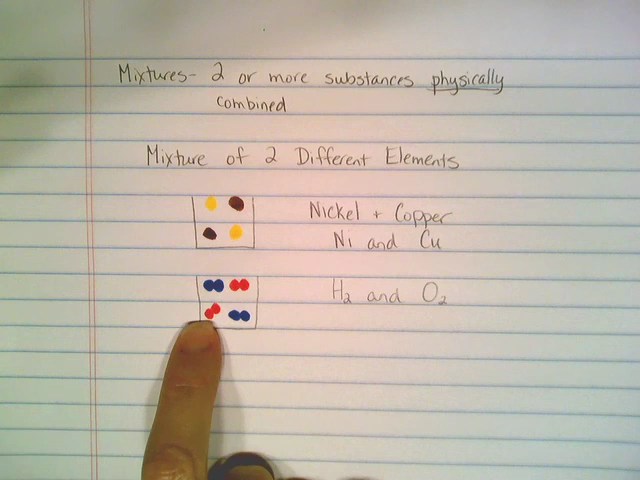 Mixtures- 2 or more substances physically
combined
Mixture of 2 Different Elements
Nickel + Copper
Ni and Cu
H₂ and O₂